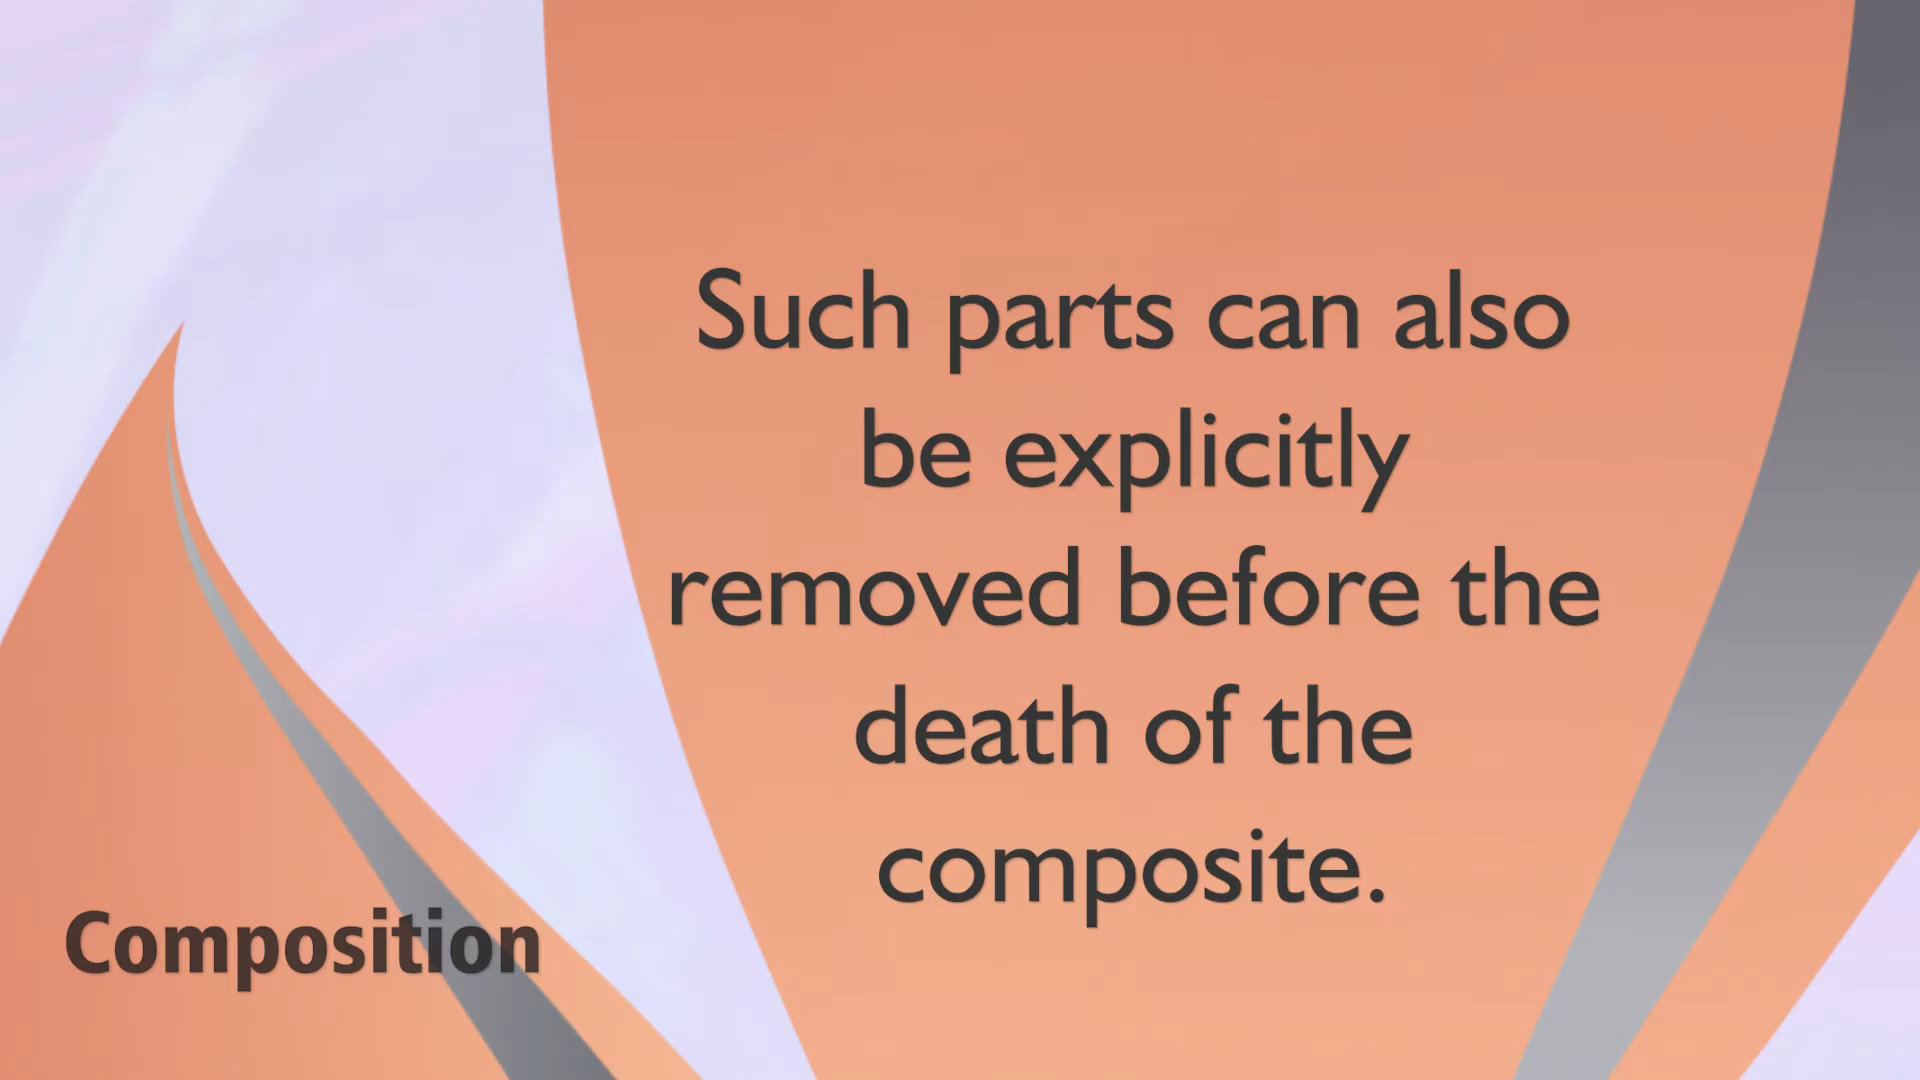 Such parts can also
be explicitly
removed before the
death of the
composite.
Composition